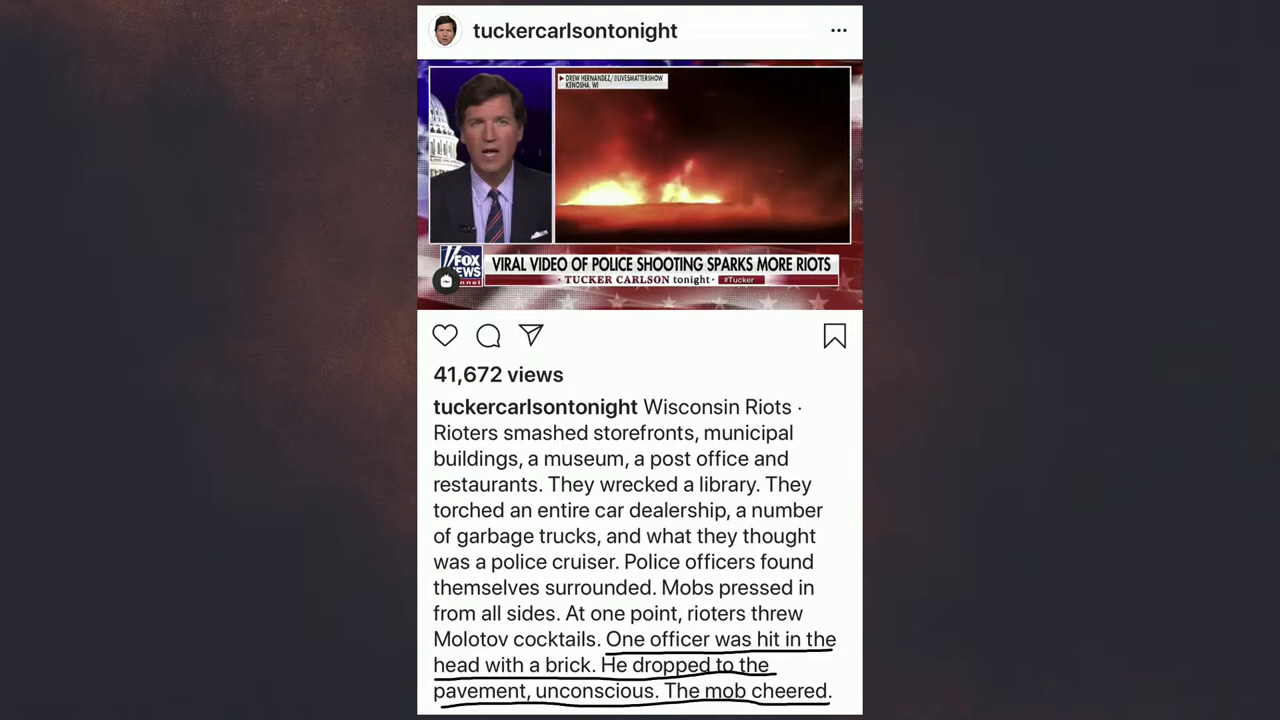 tuckercarlsontonight
DREW HERNANDEZ/@LIVESMATTERSHOW
KENOSHA, WI
FOX
NEWS
VIRAL VIDEO OF POLICE SHOOTING SPARKS MORE RIOTS
· TUCKER CARLSON tonight · #Tucker
41,672 views
tuckercarlsontonight Wisconsin Riots ·
Rioters smashed storefronts, municipal
buildings, a museum, a post office and
restaurants. They wrecked a library. They
torched an entire car dealership, a number
of garbage trucks, and what they thought
was a police cruiser. Police officers found
themselves surrounded. Mobs pressed in
from all sides. At one point, rioters threw
Molotov cocktails. One officer was hit in the
head with a brick. He dropped to the
pavement, unconscious. The mob cheered.